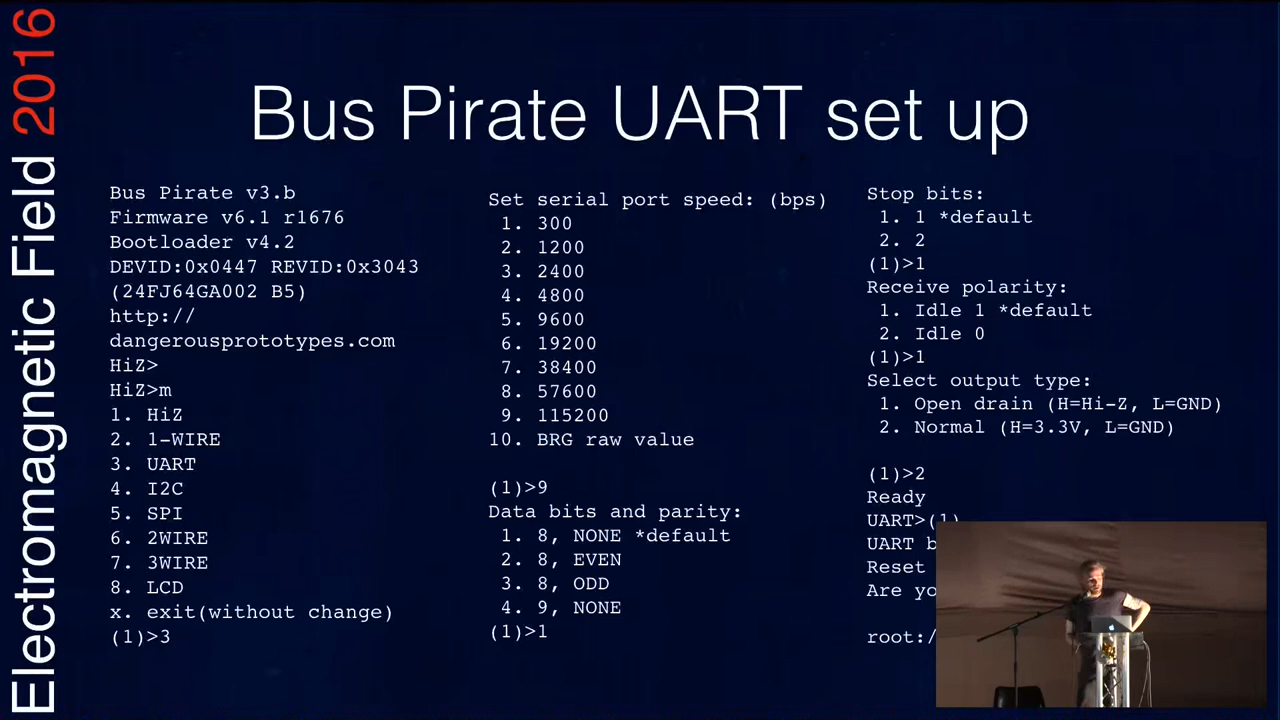 Electromagnetic Field 2016
Bus Pirate UART set up
Bus Pirate v3.b
Firmware v6.1 r1676
Bootloader v4.2
DEVID:0x0447 REVID:0x3043
(24FJ64GA002 B5)
http://
dangerousprototypes.com
HiZ>
HiZ>m
1. HiZ
2. 1-WIRE
3. UART
4. I2C
5. SPI
6. 2WIRE
7. 3WIRE
8. LCD
x. exit(without change)
(1)>3
Set serial port speed: (bps)
1. 300
2. 1200
3. 2400
4. 4800
5. 9600
6. 19200
7. 38400
8. 57600
9. 115200
10. BRG raw value
(1)>9
Data bits and parity:
1. 8, NONE *default
2. 8, EVEN
3. 8, ODD
4. 9, NONE
(1)>1
Stop bits:
1. 1 *default
2. 2
(1)>1
Receive polarity:
1. Idle 1 *default
2. Idle 0
(1)>1
Select output type:
1. Open drain (H=Hi-Z, L=GND)
2. Normal (H=3.3V, L=GND)
(1)>2
Ready
UART>(1)
UART b
Reset
Are yo
root:/